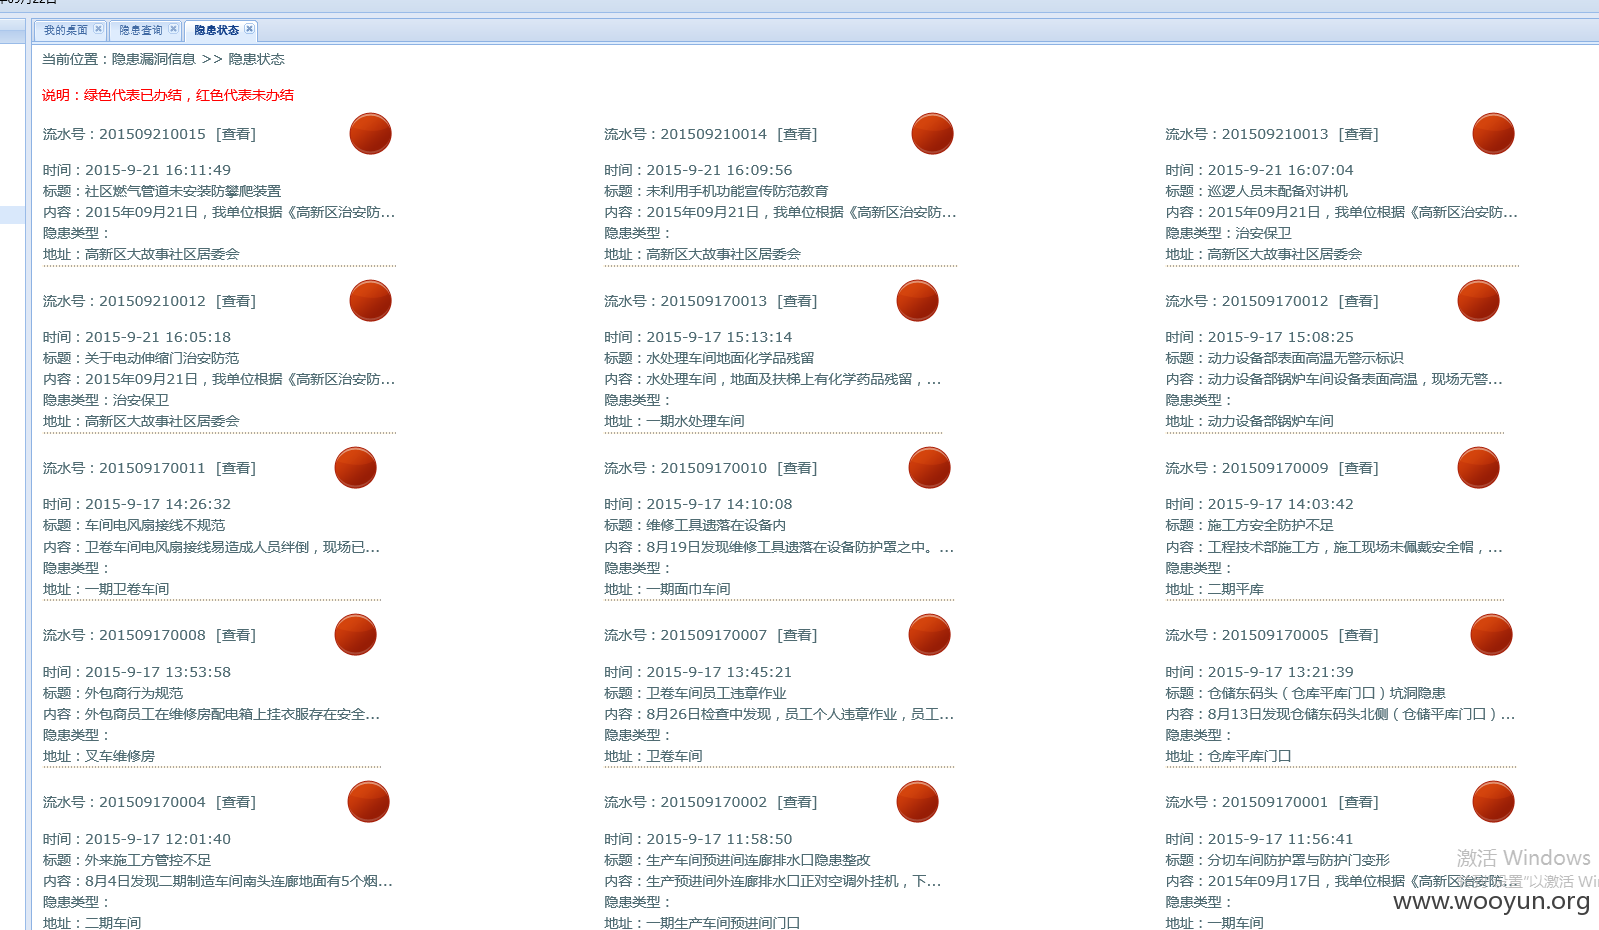 年09月22日
我的桌面 隐患查询 隐患状态
当前位置：隐患漏洞信息 >> 隐患状态
说明：绿色代表已办结，红色代表未办结
流水号：201509210015 [查看]
时间：2015-9-21 16:11:49
标题：社区燃气管道未安装防攀爬装置
内容：2015年09月21日，我单位根据《高新区治安防...
隐患类型：
地址：高新区大故事社区居委会
流水号：201509210014 [查看]
时间：2015-9-21 16:09:56
标题：未利用手机功能宣传防范教育
内容：2015年09月21日，我单位根据《高新区治安防...
隐患类型：
地址：高新区大故事社区居委会
流水号：201509210013 [查看]
时间：2015-9-21 16:07:04
标题：巡逻人员未配备对讲机
内容：2015年09月21日，我单位根据《高新区治安防...
隐患类型：治安保卫
地址：高新区大故事社区居委会
流水号：201509210012 [查看]
时间：2015-9-21 16:05:18
标题：关于电动伸缩门治安防范
内容：2015年09月21日，我单位根据《高新区治安防...
隐患类型：治安保卫
地址：高新区大故事社区居委会
流水号：201509170013 [查看]
时间：2015-9-17 15:13:14
标题：水处理车间地面化学品残留
内容：水处理车间，地面及扶梯上有化学药品残留，...
隐患类型：
地址：一期水处理车间
流水号：201509170012 [查看]
时间：2015-9-17 15:08:25
标题：动力设备部表面高温无警示标识
内容：动力设备部锅炉车间设备表面高温，现场无警...
隐患类型：
地址：动力设备部锅炉车间
流水号：201509170011 [查看]
时间：2015-9-17 14:26:32
标题：车间电风扇接线不规范
内容：卫卷车间电风扇接线易造成人员绊倒，现场已...
隐患类型：
地址：一期卫卷车间
流水号：201509170010 [查看]
时间：2015-9-17 14:10:08
标题：维修工具遗落在设备内
内容：8月19日发现维修工具遗落在设备防护罩之中。...
隐患类型：
地址：一期面巾车间
流水号：201509170009 [查看]
时间：2015-9-17 14:03:42
标题：施工方安全防护不足
内容：工程技术部施工方，施工现场未佩戴安全帽，...
隐患类型：
地址：二期平库
流水号：201509170008 [查看]
时间：2015-9-17 13:53:58
标题：外包商行为规范
内容：外包商员工在维修房配电箱上挂衣服存在安全...
隐患类型：
地址：叉车维修房
流水号：201509170007 [查看]
时间：2015-9-17 13:45:21
标题：卫卷车间员工违章作业
内容：8月26日检查中发现，员工个人违章作业，员工...
隐患类型：
地址：卫卷车间
流水号：201509170005 [查看]
时间：2015-9-17 13:21:39
标题：仓储东码头（仓库平库门口）坑洞隐患
内容：8月13日发现仓储东码头北侧（仓储平库门口）...
隐患类型：
地址：仓库平库门口
流水号：201509170004 [查看]
时间：2015-9-17 12:01:40
标题：外来施工方管控不足
内容：8月4日发现二期制造车间南头连廊地面有5个烟...
隐患类型：
地址：二期车间
流水号：201509170002 [查看]
时间：2015-9-17 11:58:50
标题：生产车间预进间连廊排水口隐患整改
内容：生产预进间外连廊排水口正对空调外挂机，下...
隐患类型：
地址：一期生产车间预进间门口
流水号：201509170001 [查看]
时间：2015-9-17 11:56:41
标题：分切车间防护罩与防护门变形
内容：2015年09月17日，我单位根据《高新区治安防...
隐患类型：
地址：一期车间
激活 Windows
设置"以激活 Wi
www.wooyun.org